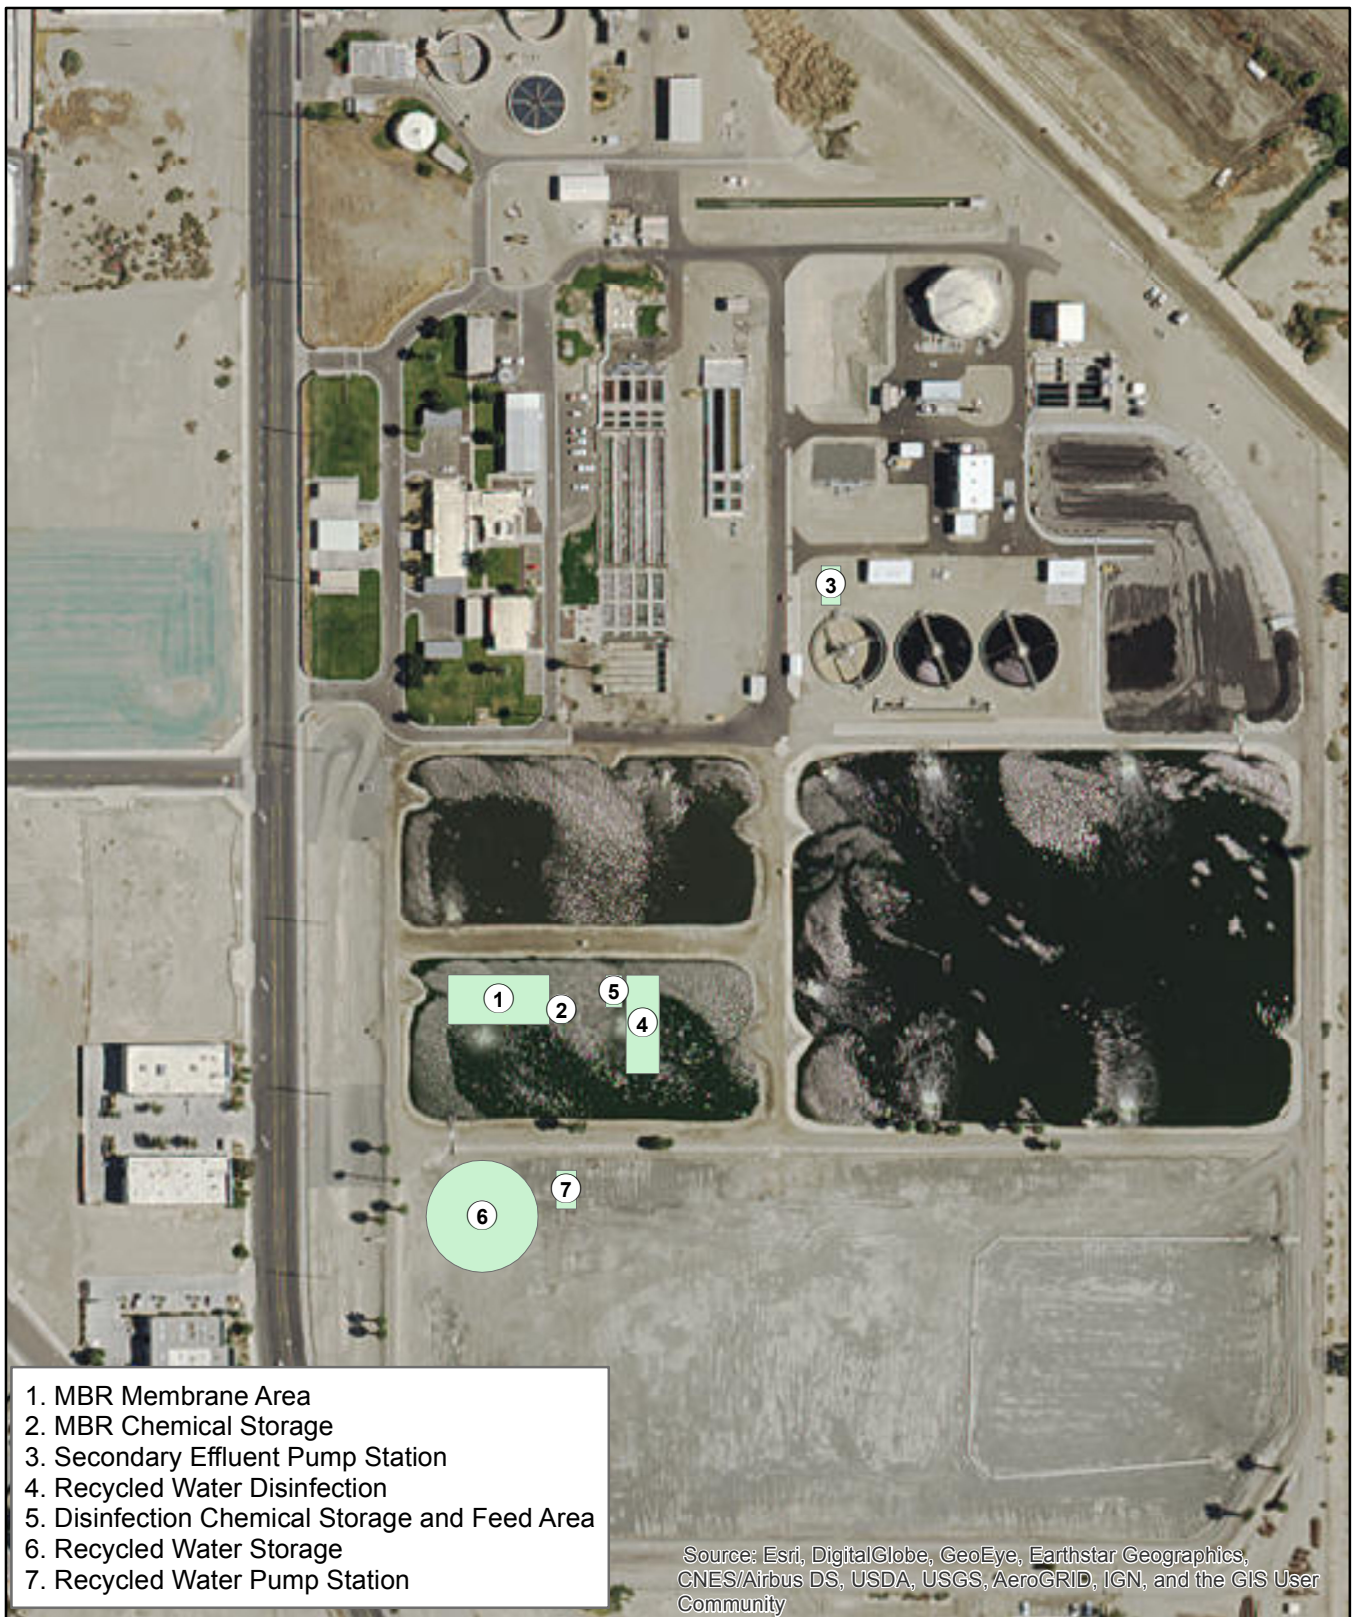 3
1
2
5
4
6
7
1. MBR Membrane Area
2. MBR Chemical Storage
3. Secondary Effluent Pump Station
4. Recycled Water Disinfection
5. Disinfection Chemical Storage and Feed Area
6. Recycled Water Storage
7. Recycled Water Pump Station
Source: Esri, DigitalGlobe, GeoEye, Earthstar Geographics,
CNES/Airbus DS, USDA, USGS, AeroGRID, IGN, and the GIS User
Community